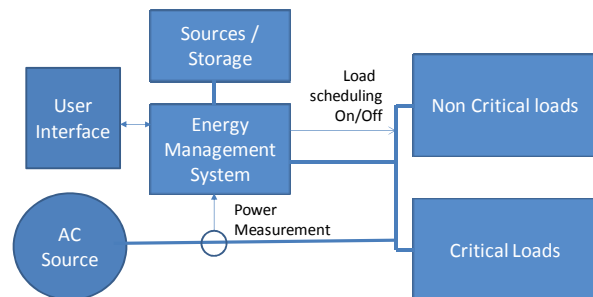 Sources /
Storage
User
Interface
Energy
Management
System
Load
scheduling
On/Off
Non Critical loads
AC
Source
Power
Measurement
Critical Loads